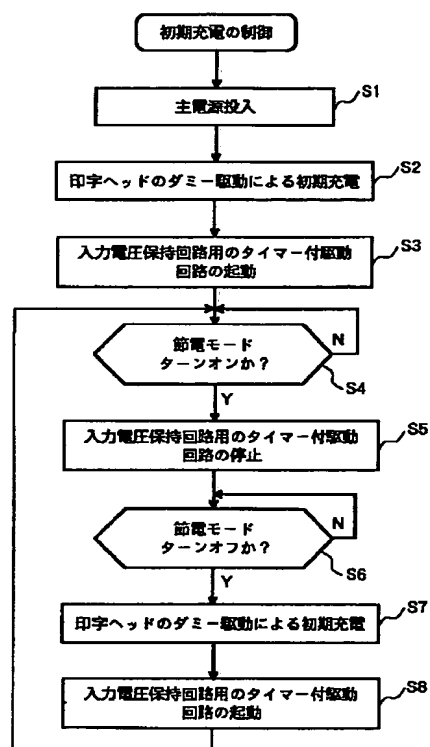 初期充電の制御
S1
主電源投入
S2
印字ヘッドのダミー駆動による初期充電
S3
入力電圧保持回路用のタイマー付駆動
回路の起動
節電モード
ターンオンか?
N
S4
Y
S5
入力電圧保持回路用のタイマー付駆動
回路の停止
節電モード
ターンオフか?
N
S6
Y
S7
印字ヘッドのダミー駆動による初期充電
S8
入力電圧保持回路用のタイマー付駆動
回路の起動